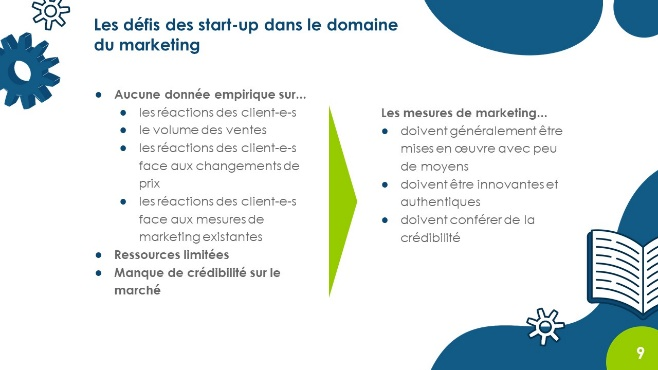 Les défis des start-up dans le domaine
du marketing
● Aucune donnée empirique sur...
● les réactions des client-e-s
● le volume des ventes
● les réactions des client-e-s
face aux changements de
prix
● les réactions des client-e-s
face aux mesures de
marketing existantes
● Ressources limitées
● Manque de crédibilité sur le
marché
Les mesures de marketing...
● doivent généralement être
mises en œuvre avec peu
de moyens
● doivent être innovantes et
authentiques
● doivent conférer de la
crédibilité
9